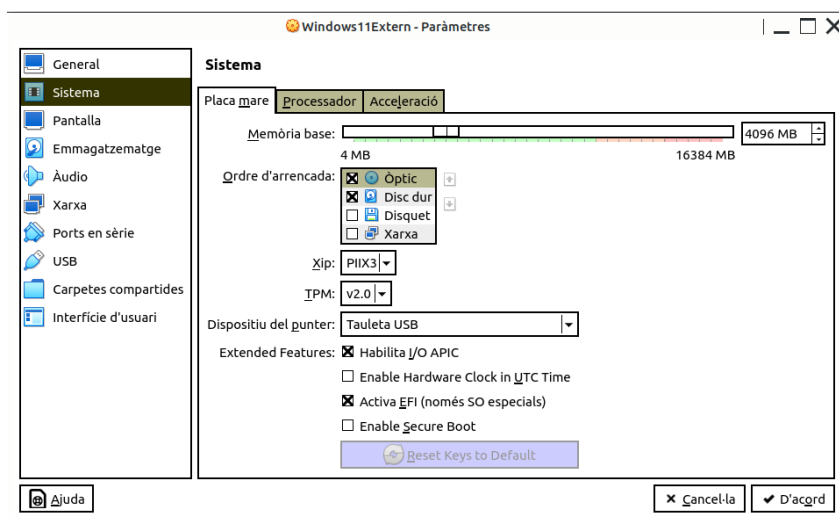 Windows11Extern - Paràmetres
General
Sistema
Pantalla
Emmagatzematge
Àudio
Xarxa
Ports en sèrie
USB
Carpetes compartides
Interfície d'usuari
Sistema
Placa mare Processador Acceleració
Memòria base: 4096 MB
4 MB 16384 MB
Ordre d'arrencada: Òptic
Disc dur
Disquet
Xarxa
Xip: PIIX3
TPM: v2.0
Dispositiu del punter: Tauleta USB
Extended Features: Habilita I/O APIC
Enable Hardware Clock in UTC Time
Activa EFI (només SO especials)
Enable Secure Boot
Reset Keys to Default
Ajuda Cancel·la D'acord